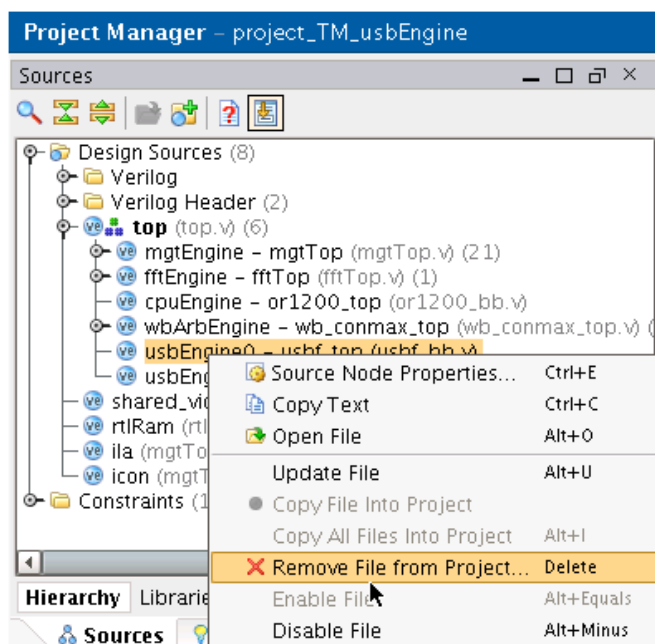 Project Manager – project_TM_usbEngine
Sources
Design Sources (8)
Verilog
Verilog Header (2)
top (top.v) (6)
mgtEngine – mgtTop (mgtTop.v) (21)
fftEngine – fftTop (fftTop.v) (1)
cpuEngine – or1200_top (or1200_bb.v)
wbArbEngine – wb_conmax_top (wb_conmax_top.v) (
usbEngine0 – usbf_top (usbf_bb.v)
usbEng
shared_vio
rtlRam (rtl
ila (mgtTo
icon (mgtT
Constraints (1
Source Node Properties... Ctrl+E
Copy Text Ctrl+C
Open File Alt+O
Update File Alt+U
Copy File Into Project
Copy All Files Into Project Alt+I
Remove File from Project... Delete
Enable File Alt+Equals
Disable File Alt+Minus
Hierarchy Librarie
Sources